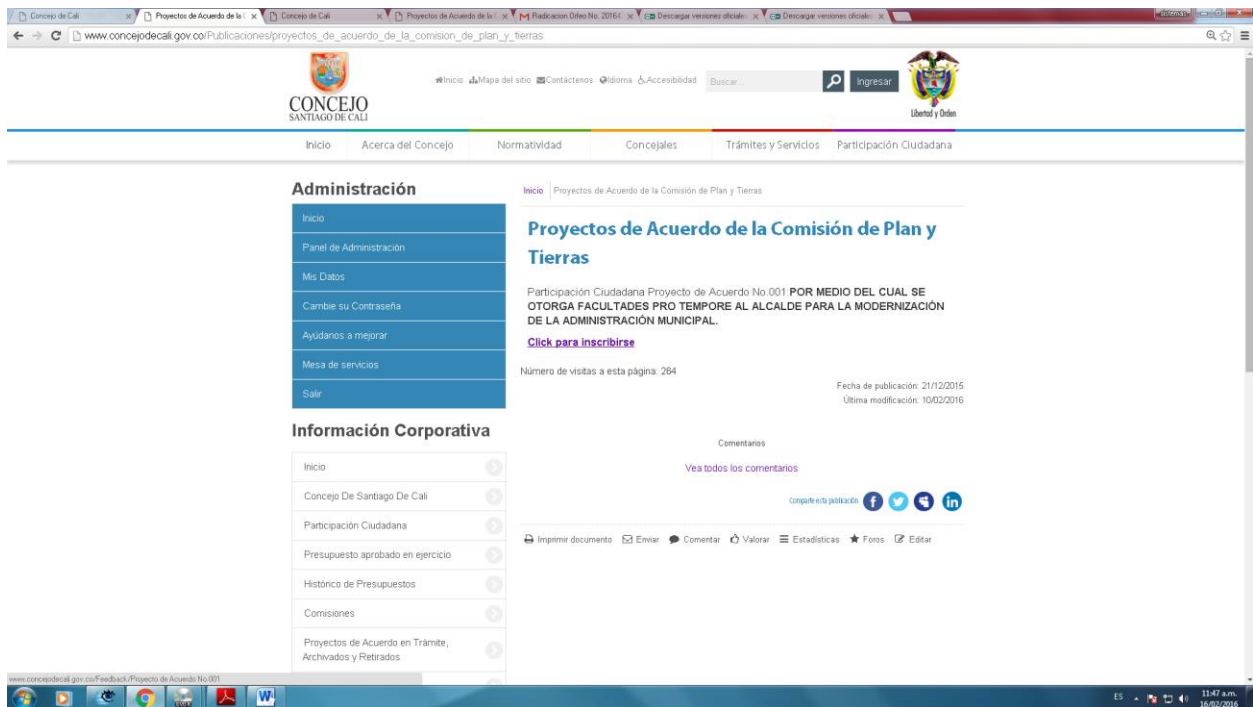 Concejo de Cali
Proyectos de Acuerdo de la C
Concejo de Cali
Proyectos de Acuerdo de la C
Radicacion Orfeo No. 20164
Descargar versiones oficiale
Descargar versiones oficiale
www.concejodecali.gov.co/Publicaciones/proyectos_de_acuerdo_de_la_comision_de_plan_y_tierras
CONCEJO
SANTIAGO DE CALI
Inicio Mapa del sitio Contáctenos Idioma Accesibilidad
Buscar...
Ingresar
Libertad y Orden
Inicio Acerca del Concejo Normatividad Concejales Trámites y Servicios Participación Ciudadana
Administración
Inicio
Panel de Administración
Mis Datos
Cambie su Contraseña
Ayúdanos a mejorar
Mesa de servicios
Salir
Información Corporativa
Inicio
Concejo De Santiago De Cali
Participación Ciudadana
Presupuesto aprobado en ejercicio
Histórico de Presupuestos
Comisiones
Proyectos de Acuerdo en Trámite,
Archivados y Retirados
Inicio Proyectos de Acuerdo de la Comisión de Plan y Tierras
Proyectos de Acuerdo de la Comisión de Plan y
Tierras
Participación Ciudadana Proyecto de Acuerdo No.001:POR MEDIO DEL CUAL SE
OTORGA FACULTADES PRO TEMPORE AL ALCALDE PARA LA MODERNIZACIÓN
DE LA ADMINISTRACIÓN MUNICIPAL.
Click para inscribirse
Número de visitas a esta página: 264
Fecha de publicación: 21/12/2015
Última modificación: 10/02/2016
Comentarios
Vea todos los comentarios
Comparte esta publicación
Imprimir documento Enviar Comentar Valorar Estadísticas Foros Editar
www.concejodecali.gov.co/Feedback/Proyecto de Acuerdo No.001
ES
11:47 a.m.
16/02/2016